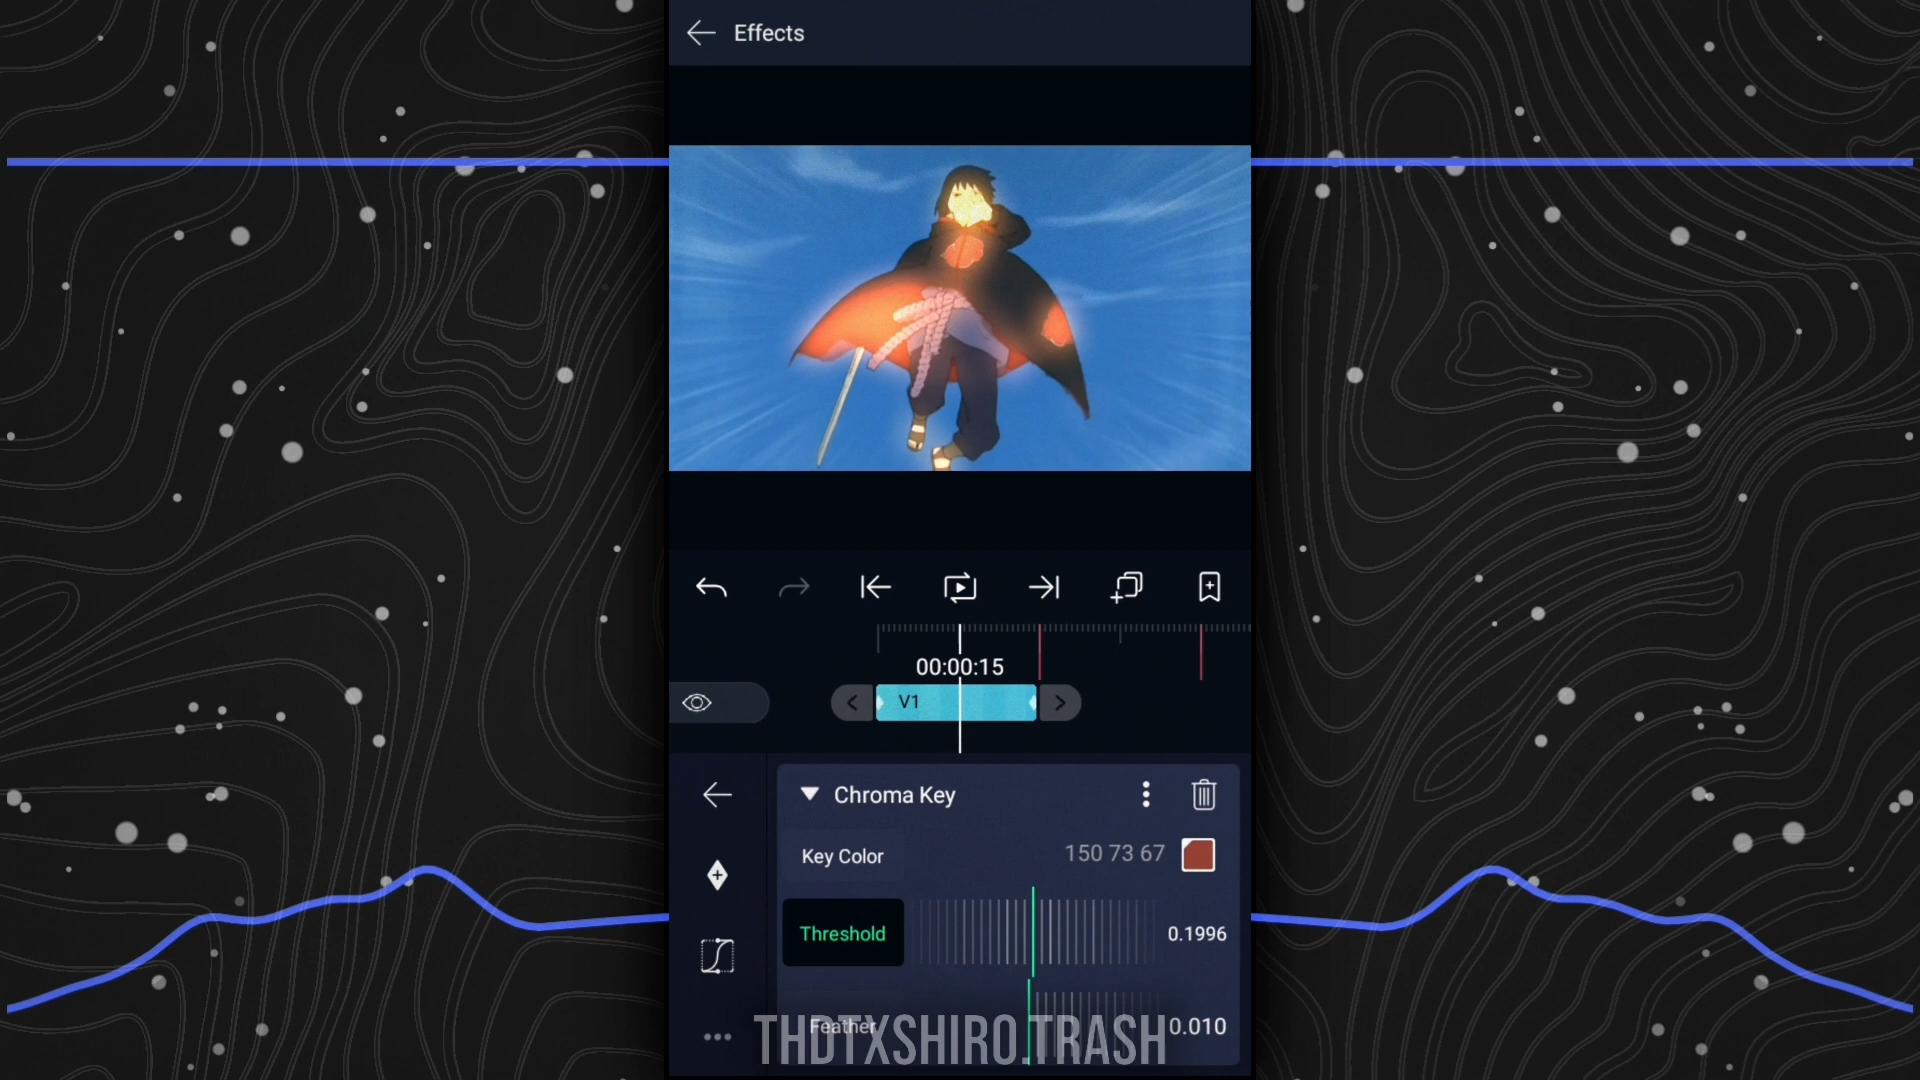 Effects
00:00:15
V1
Chroma Key
Key Color 150 73 67
Threshold 0.1996
Feather 0.010
THDTXSHIRO.TRASH